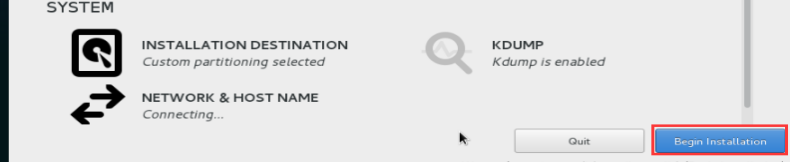 SYSTEM
INSTALLATION DESTINATION
Custom partitioning selected
KDUMP
Kdump is enabled
NETWORK & HOST NAME
Connecting...
Quit
Begin Installation